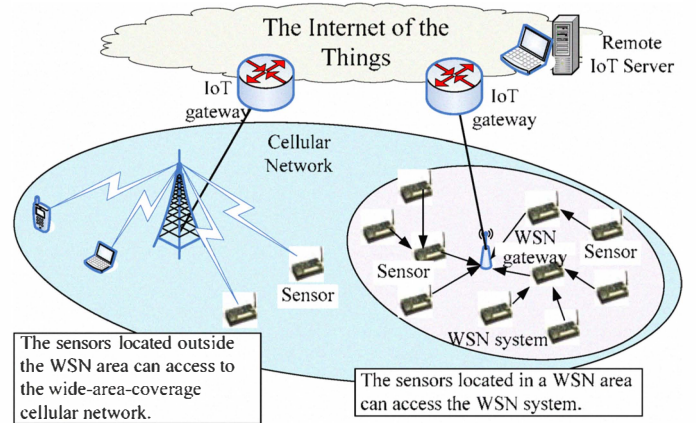 The Internet of the
Things
Remote
IoT Server
IoT
gateway
IoT
gateway
Cellular
Network
WSN
gateway
Sensor
Sensor
Sensor
WSN system
The sensors located outside
the WSN area can access to
the wide-area-coverage
cellular network.
The sensors located in a WSN area
can access the WSN system.